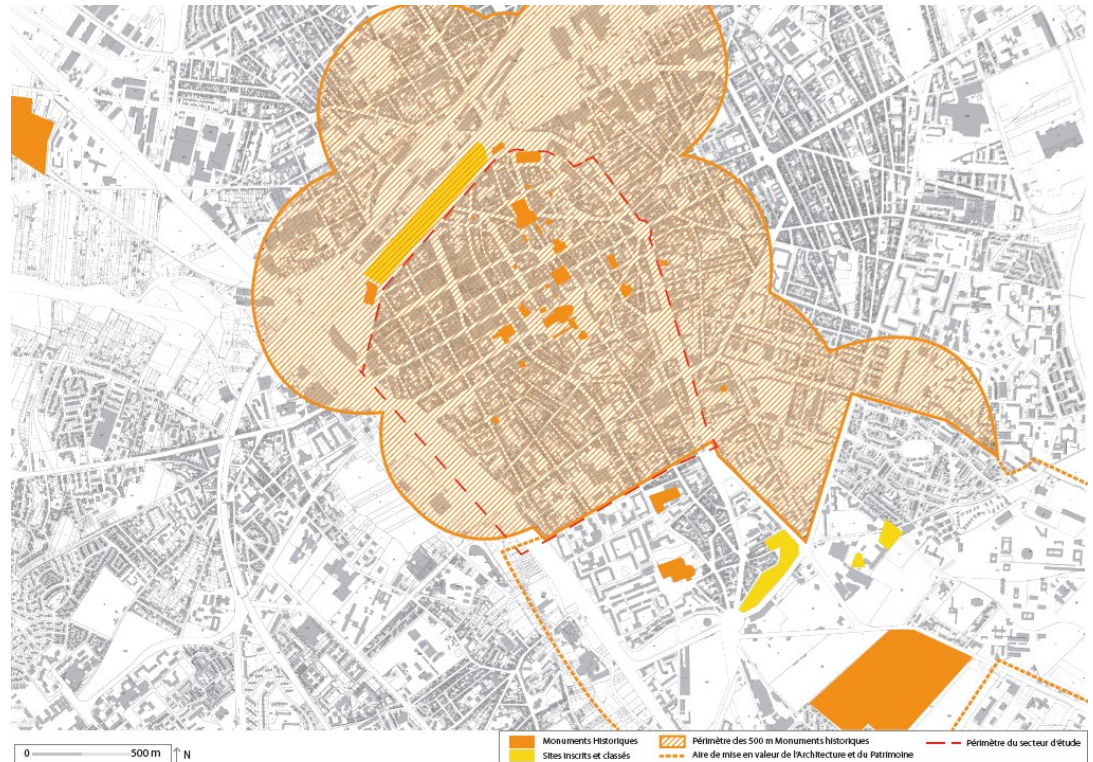 0 500 m N
Monuments Historiques
Sites inscrits et classés
Périmètre des 500 m Monuments historiques
Aire de mise en valeur de l'Architecture et du Patrimoine
Périmètre du secteur d'étude